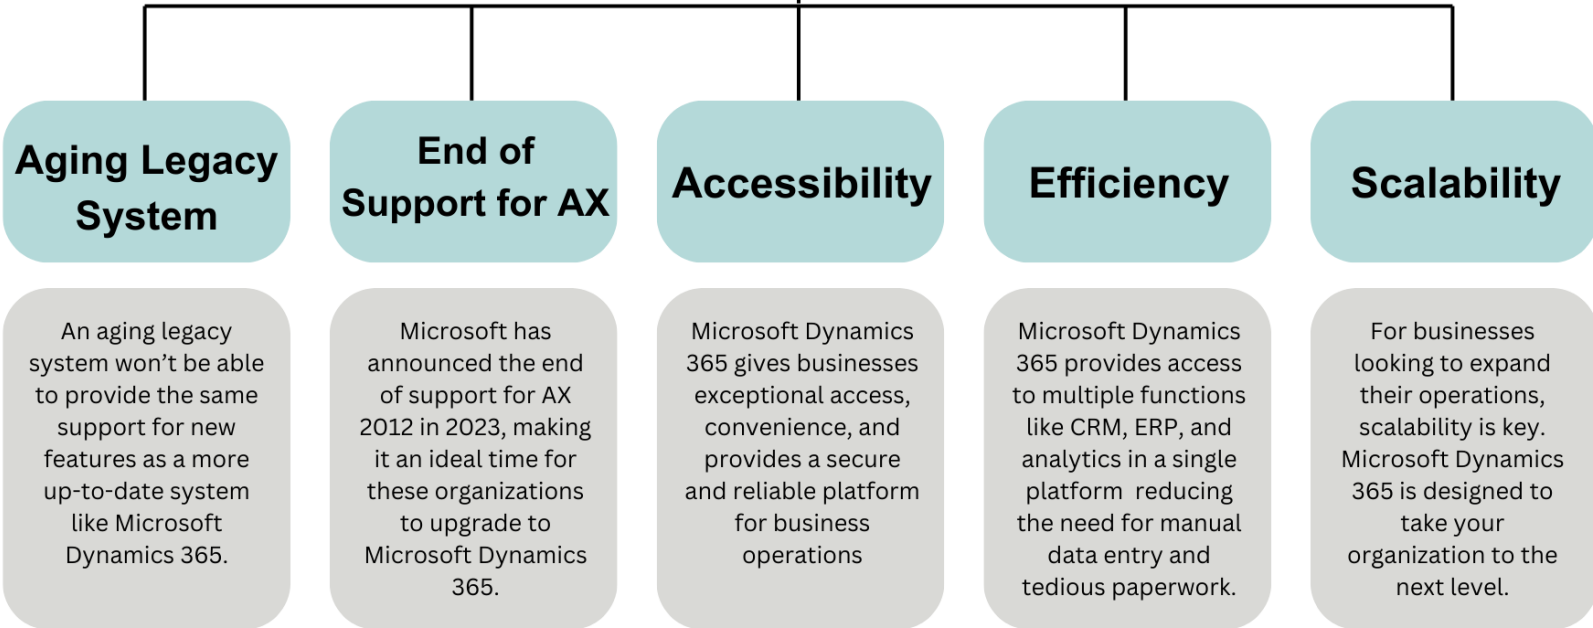 Aging Legacy
System
End of
Support for AX
Accessibility
Efficiency
Scalability
An aging legacy
system won’t be able
to provide the same
support for new
features as a more
up-to-date system
like Microsoft
Dynamics 365.
Microsoft has
announced the end
of support for AX
2012 in 2023, making
it an ideal time for
these organizations
to upgrade to
Microsoft Dynamics
365.
Microsoft Dynamics
365 gives businesses
exceptional access,
convenience, and
provides a secure
and reliable platform
for business
operations
Microsoft Dynamics
365 provides access
to multiple functions
like CRM, ERP, and
analytics in a single
platform  reducing
the need for manual
data entry and
tedious paperwork.
For businesses
looking to expand
their operations,
scalability is key.
Microsoft Dynamics
365 is designed to
take your
organization to the
next level.